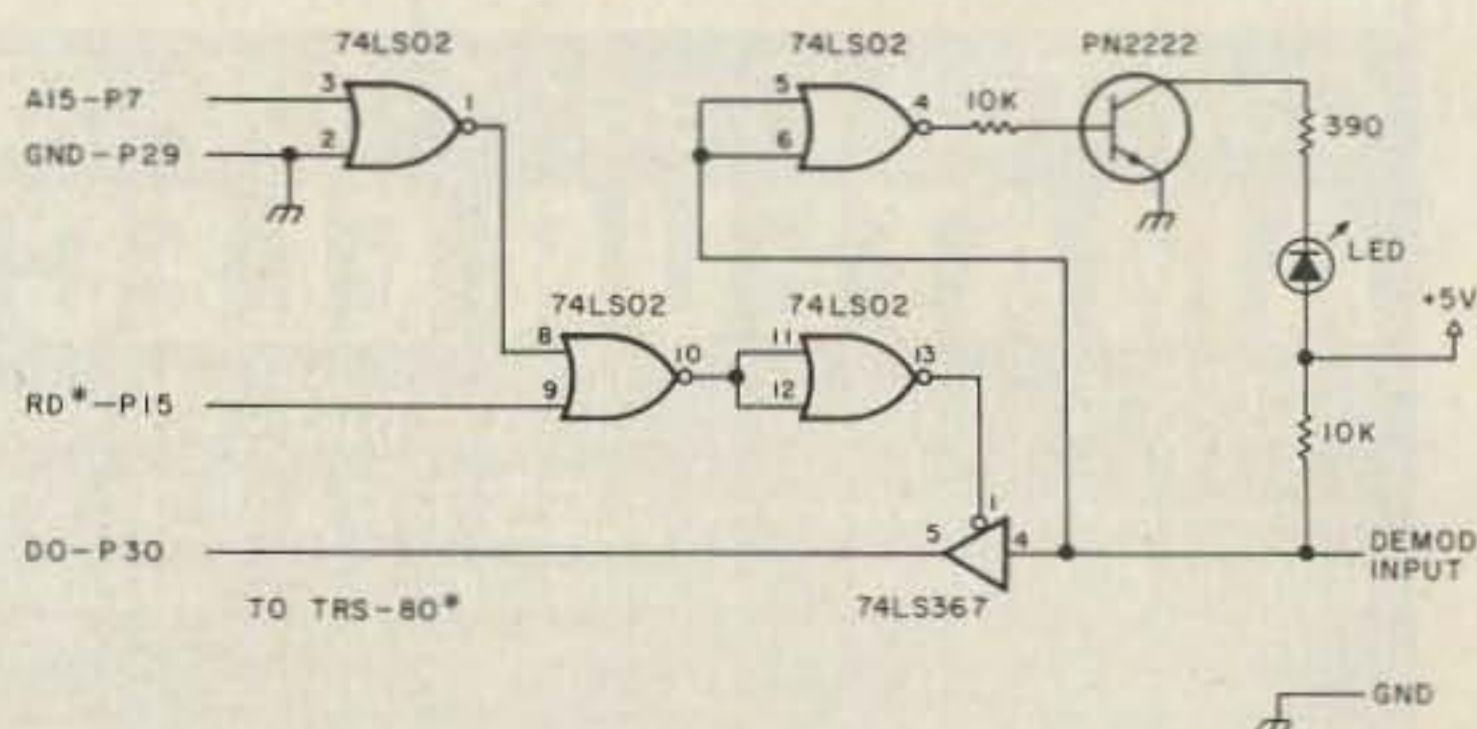 74LS02
74LS02
PN2222
A15-P7
3
1
5
4
10K
390
GND-P29
2
6
LED
+5V
74LS02
74LS02
8
10
11
13
RD*-P15
9
12
10K
1
DO-P30
5
4
DEMOD
INPUT
TO TRS-80*
74LS367
GND